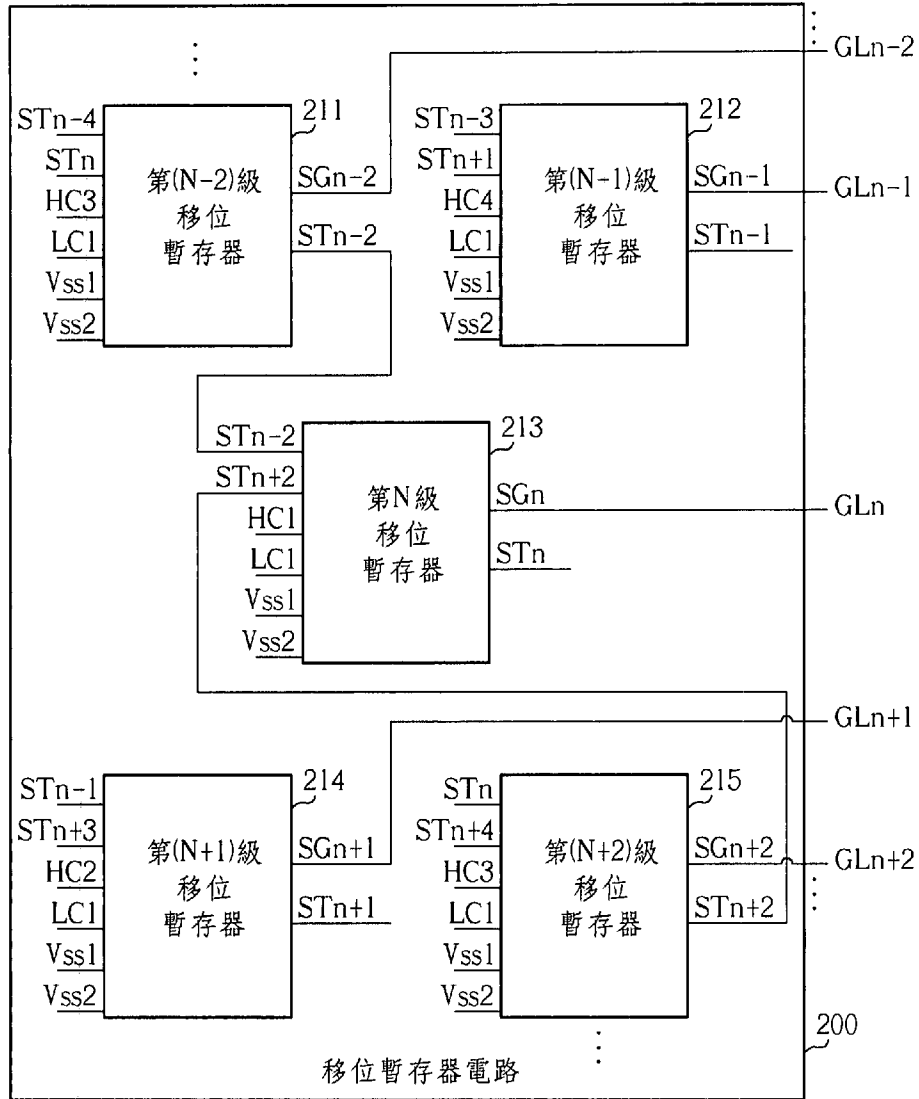 GLn-2
211
STn-4
STn
HC3
LC1
Vss1
Vss2
第(N-2)級
移位
暫存器
SGn-2
STn-2
212
STn-3
STn+1
HC4
LC1
Vss1
Vss2
第(N-1)級
移位
暫存器
SGn-1
STn-1
GLn-1
213
STn-2
STn+2
HC1
LC1
Vss1
Vss2
第N級
移位
暫存器
SGn
STn
GLn
GLn+1
214
STn-1
STn+3
HC2
LC1
Vss1
Vss2
第(N+1)級
移位
暫存器
SGn+1
STn+1
215
STn
STn+4
HC3
LC1
Vss1
Vss2
第(N+2)級
移位
暫存器
SGn+2
STn+2
GLn+2
200
移位暫存器電路